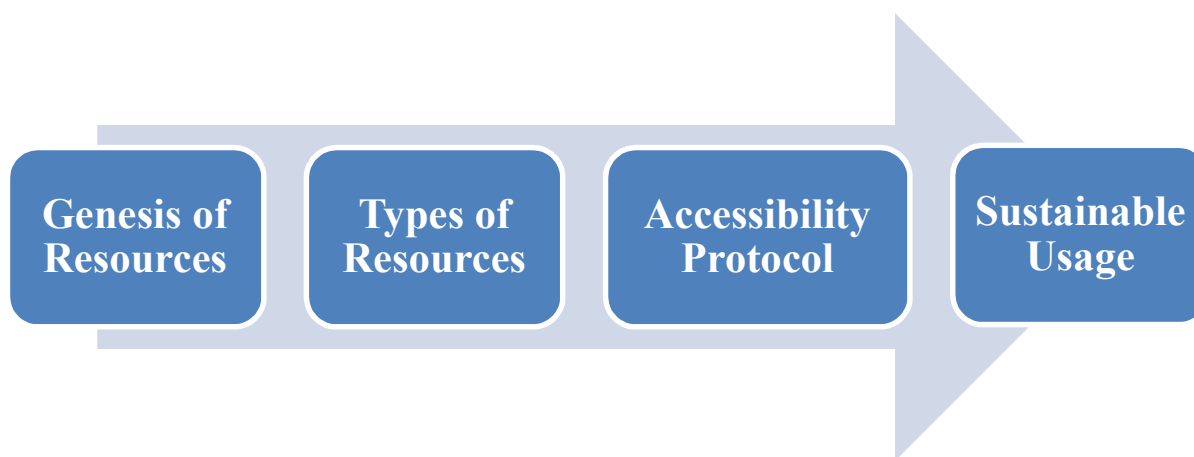 Genesis of
Resources
Types of
Resources
Accessibility
Protocol
Sustainable
Usage